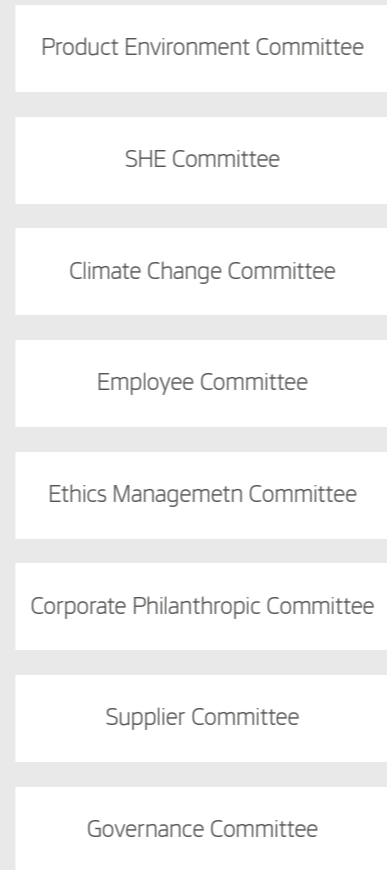 Product Environment Committee
SHE Committee
Climate Change Committee
Employee Committee
Ethics Managemetn Committee
Corporate Philanthropic Committee
Supplier Committee
Governance Committee